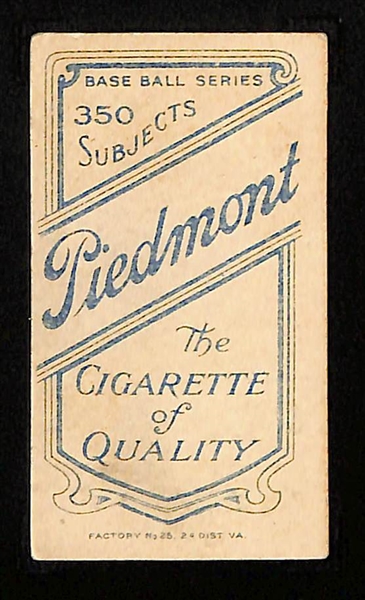 BASE BALL SERIES
350
SUBJECTS
Piedmont
The
CIGARETTE
of
QUALITY
FACTORY No 25. 2d DIST. VA.